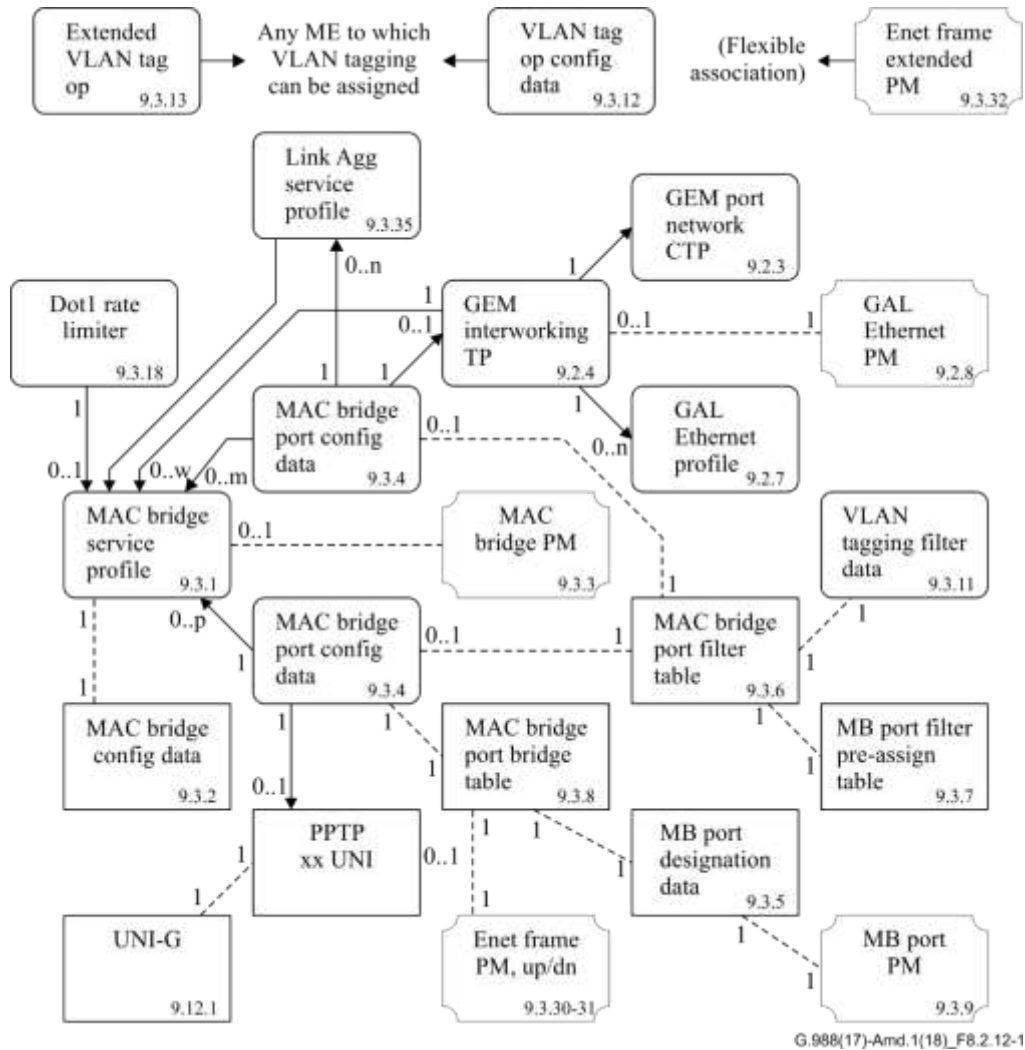 Extended
VLAN tag
op
9.3.13
Any ME to which
VLAN tagging
can be assigned
VLAN tag
op config
data
9.3.12
(Flexible
association)
Enet frame
extended
PM
9.3.32
Link Agg
service
profile
9.3.35
0..n
GEM port
network
CTP
9.2.3
1
Dot1 rate
limiter
9.3.18
1
1
0..1
GEM
interworking
TP
9.2.4
0..1
1
GAL
Ethernet
PM
9.2.8
1
1
1
MAC bridge
port config
data
9.3.4
0..1
0..n
GAL
Ethernet
profile
9.2.7
0..1
0..w
0..m
MAC bridge
service
profile
9.3.1
0..1
MAC
bridge PM
9.3.3
VLAN
tagging filter
data
9.3.11
1
0..p
1
MAC bridge
port config
data
9.3.4
0..1
1
1
MAC bridge
port filter
table
9.3.6
1
1
1
MAC bridge
config data
9.3.2
1
0..1
1
MAC bridge
port bridge
table
9.3.8
1
1
1
MB port filter
pre-assign
table
9.3.7
PPTP
xx UNI
1
1
0..1
1
1
1
MB port
designation
data
9.3.5
UNI-G
9.12.1
1
Enet frame
PM, up/dn
9.3.30-31
1
1
MB port
PM
9.3.9
G.988(17)-Amd.1(18)_F8.2.12-1